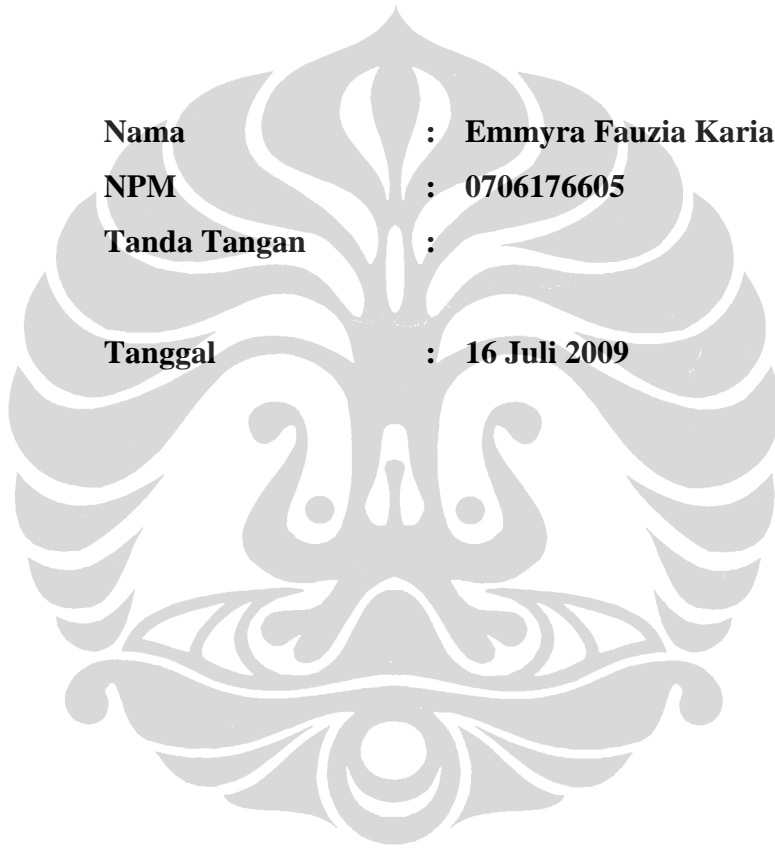 Nama : Emmyra Fauzia Karia
NPM : 0706176605
Tanda Tangan :
Tanggal : 16 Juli 2009